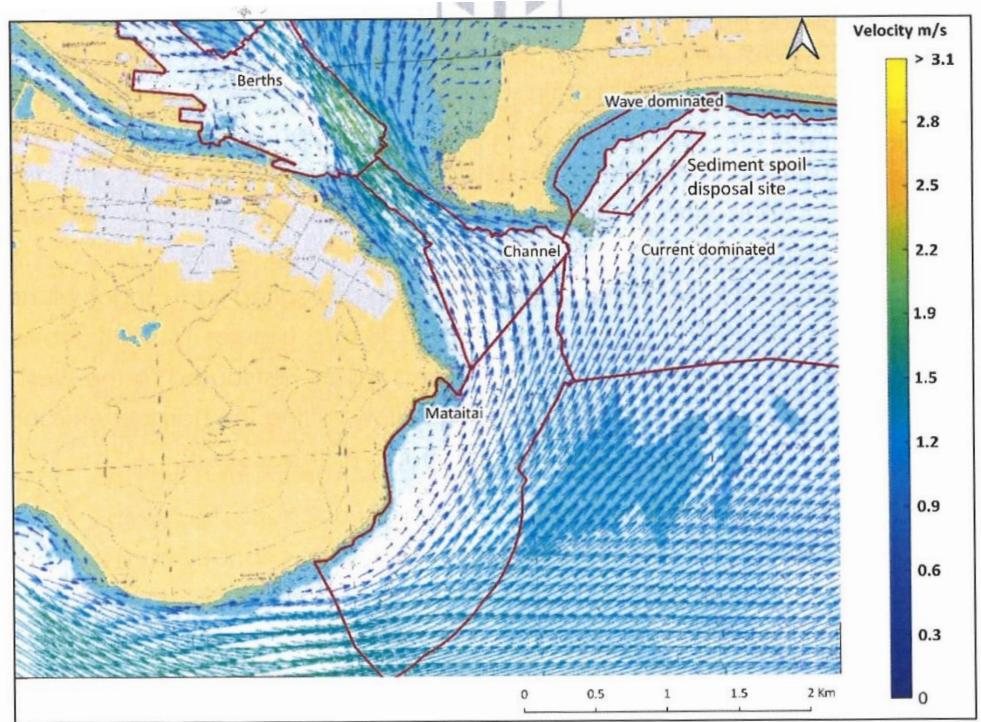 Velocity m/s
> 3.1
2.8
2.5
2.2
1.9
1.5
1.2
0.9
0.6
0.3
0
Berths
Wave dominated
Sediment spoil
disposal site
Channel
Current dominated
Mataitai
0 0.5 1 1.5 2 Km